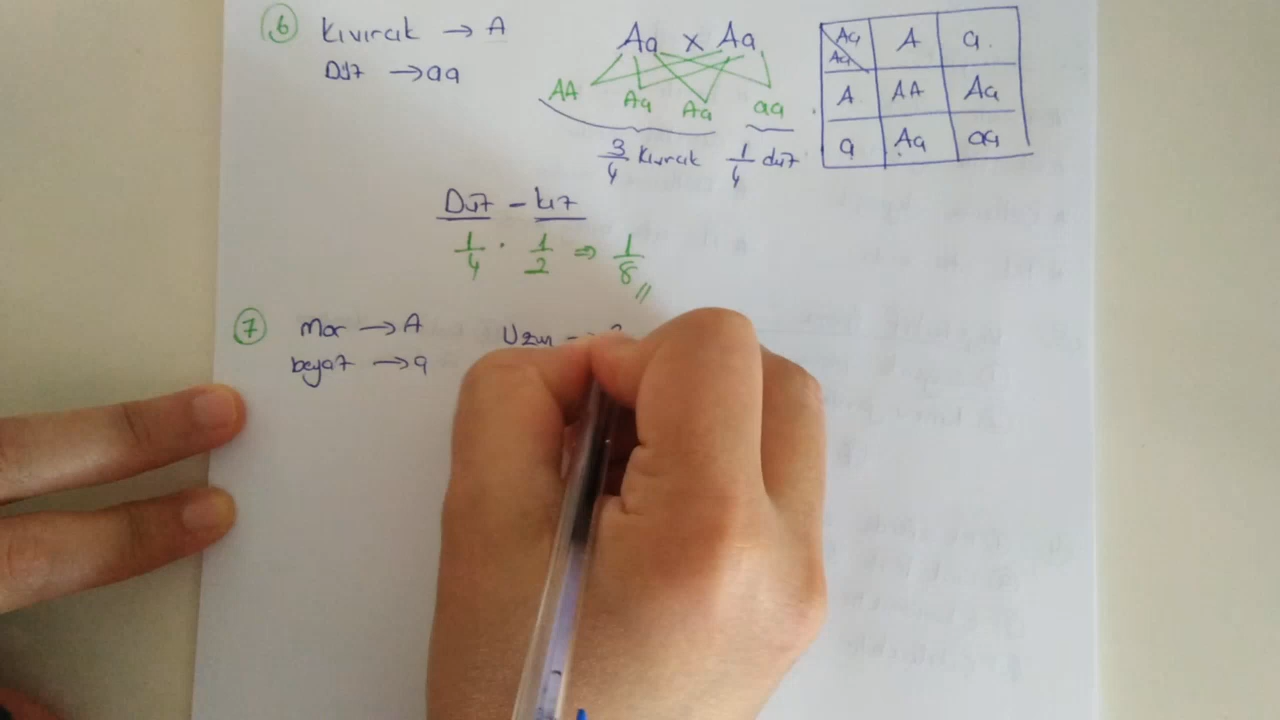 6 Kıvırcık → A
Düz → aa
Aa x Aa
AA Aa Aa aa
3/4 Kıvırcık 1/4 düz
Aa A a
Aa
A AA Aa
a Aa aa
Düz - kız
1/4 . 1/2 ⇒ 1/8 //
7 Mor → A
beyaz → a
Uzun →